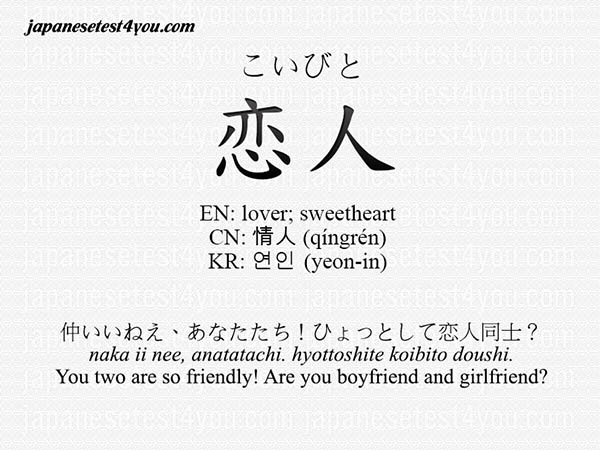 japanesetest4you.com
こいびと
恋人
EN: lover; sweetheart
CN: 情人 (qíngrén)
KR: 연인 (yeon-in)
仲いいねえ、あなたたち！ひょっとして恋人同士？
naka ii nee, anatatachi. hyottoshite koibito doushi.
You two are so friendly! Are you boyfriend and girlfriend?